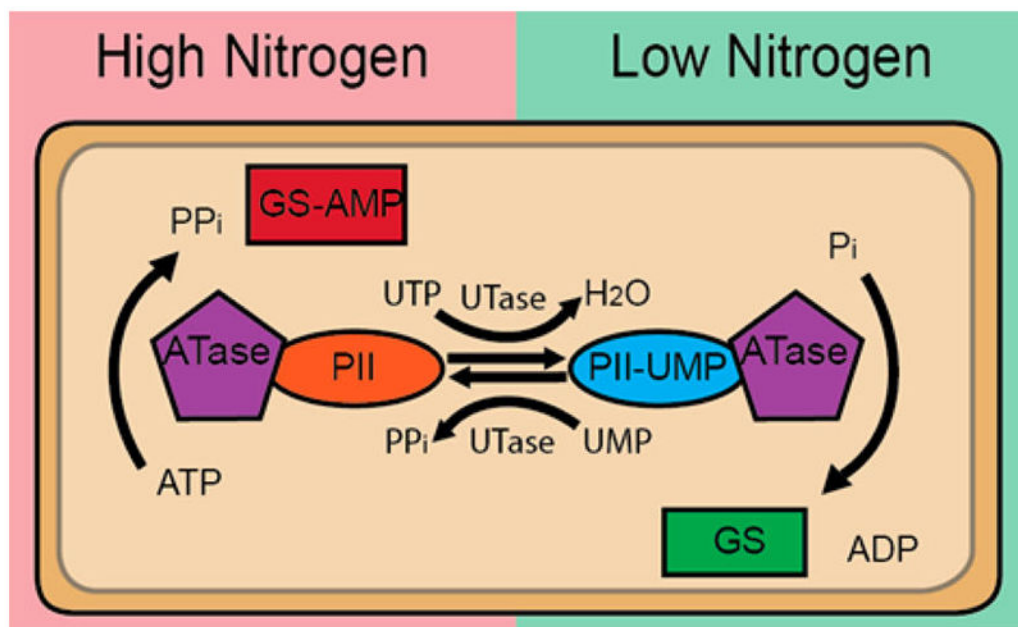 High Nitrogen
Low Nitrogen
GS-AMP
PPi
Pi
UTP UTase H2O
ATase PII PII-UMP ATase
PPi UTase UMP
ATP
GS
ADP